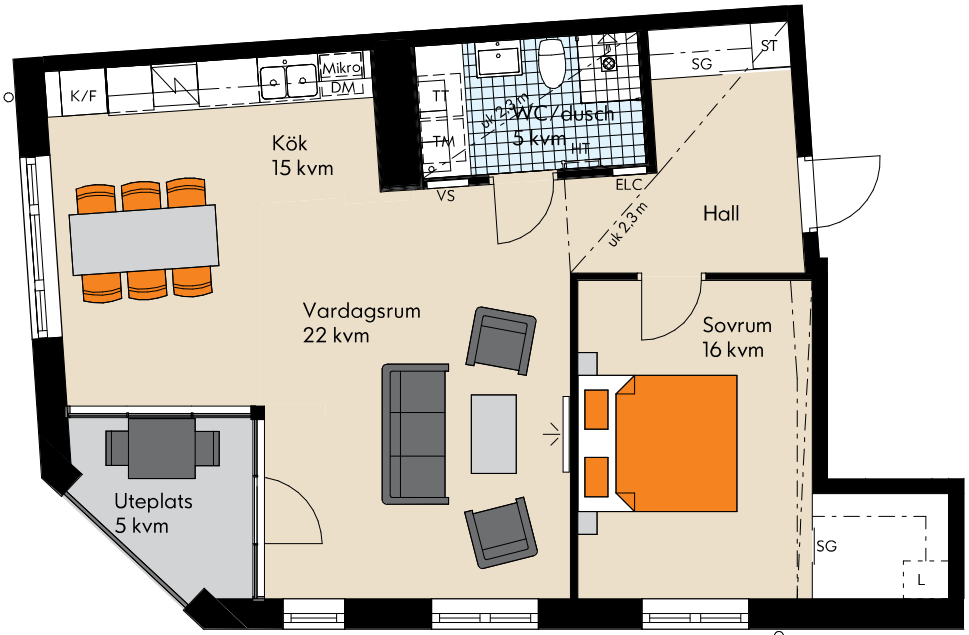 K/F
Mikro
DM
TT
TM
VS
uk 2,3 m
WC/dusch
5 kvm
HT
ELC
SG
ST
Kök
15 kvm
Hall
uk 2,3 m
Vardagsrum
22 kvm
Sovrum
16 kvm
Uteplats
5 kvm
SG
L